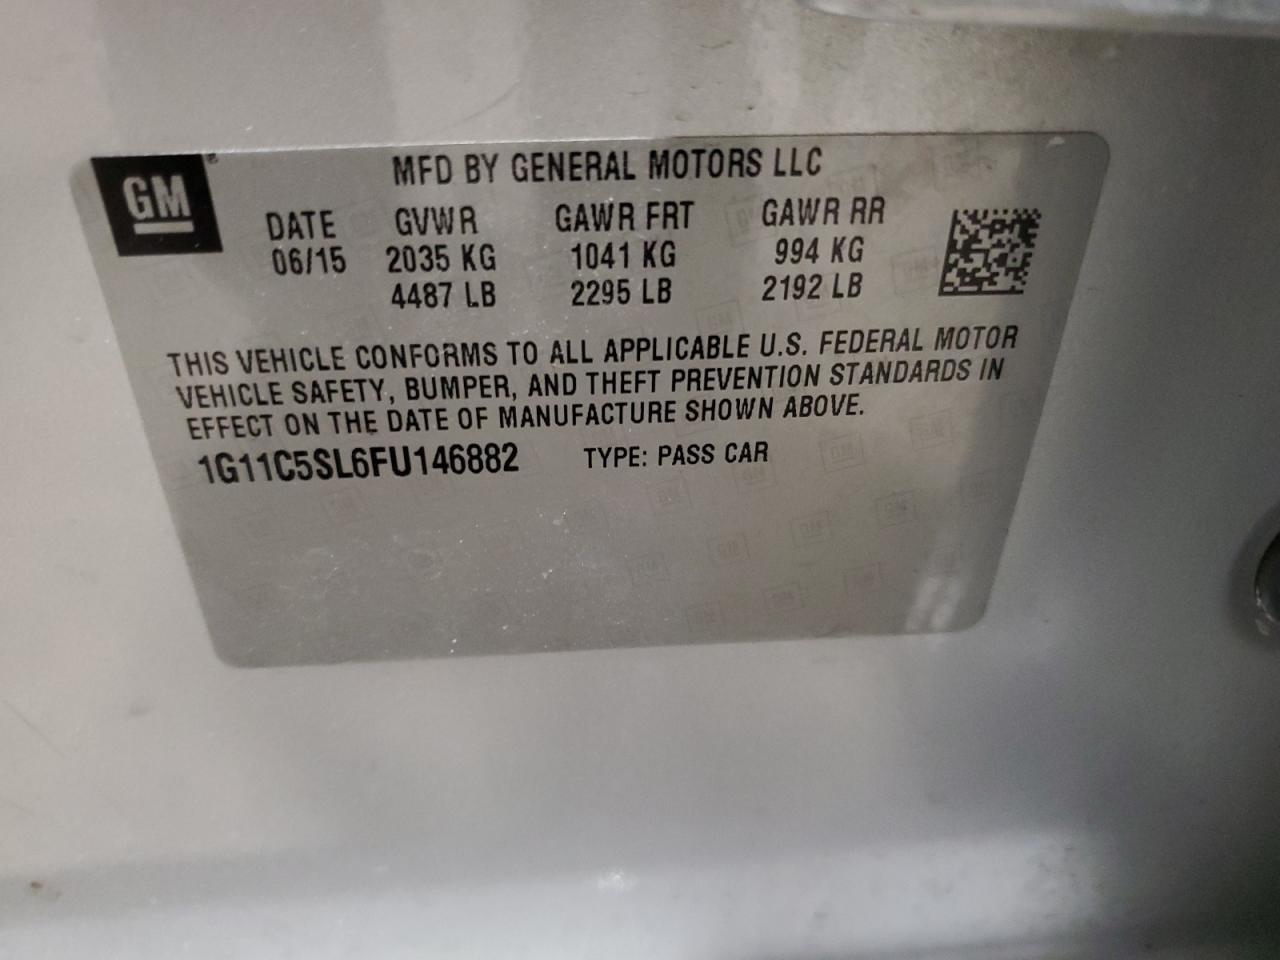 GM®
MFD BY GENERAL MOTORS LLC
DATE GVWR GAWR FRT GAWR RR
06/15 2035 KG 1041 KG 994 KG
4487 LB 2295 LB 2192 LB
THIS VEHICLE CONFORMS TO ALL APPLICABLE U.S. FEDERAL MOTOR
VEHICLE SAFETY, BUMPER, AND THEFT PREVENTION STANDARDS IN
EFFECT ON THE DATE OF MANUFACTURE SHOWN ABOVE.
1G11C5SL6FU146882 TYPE: PASS CAR